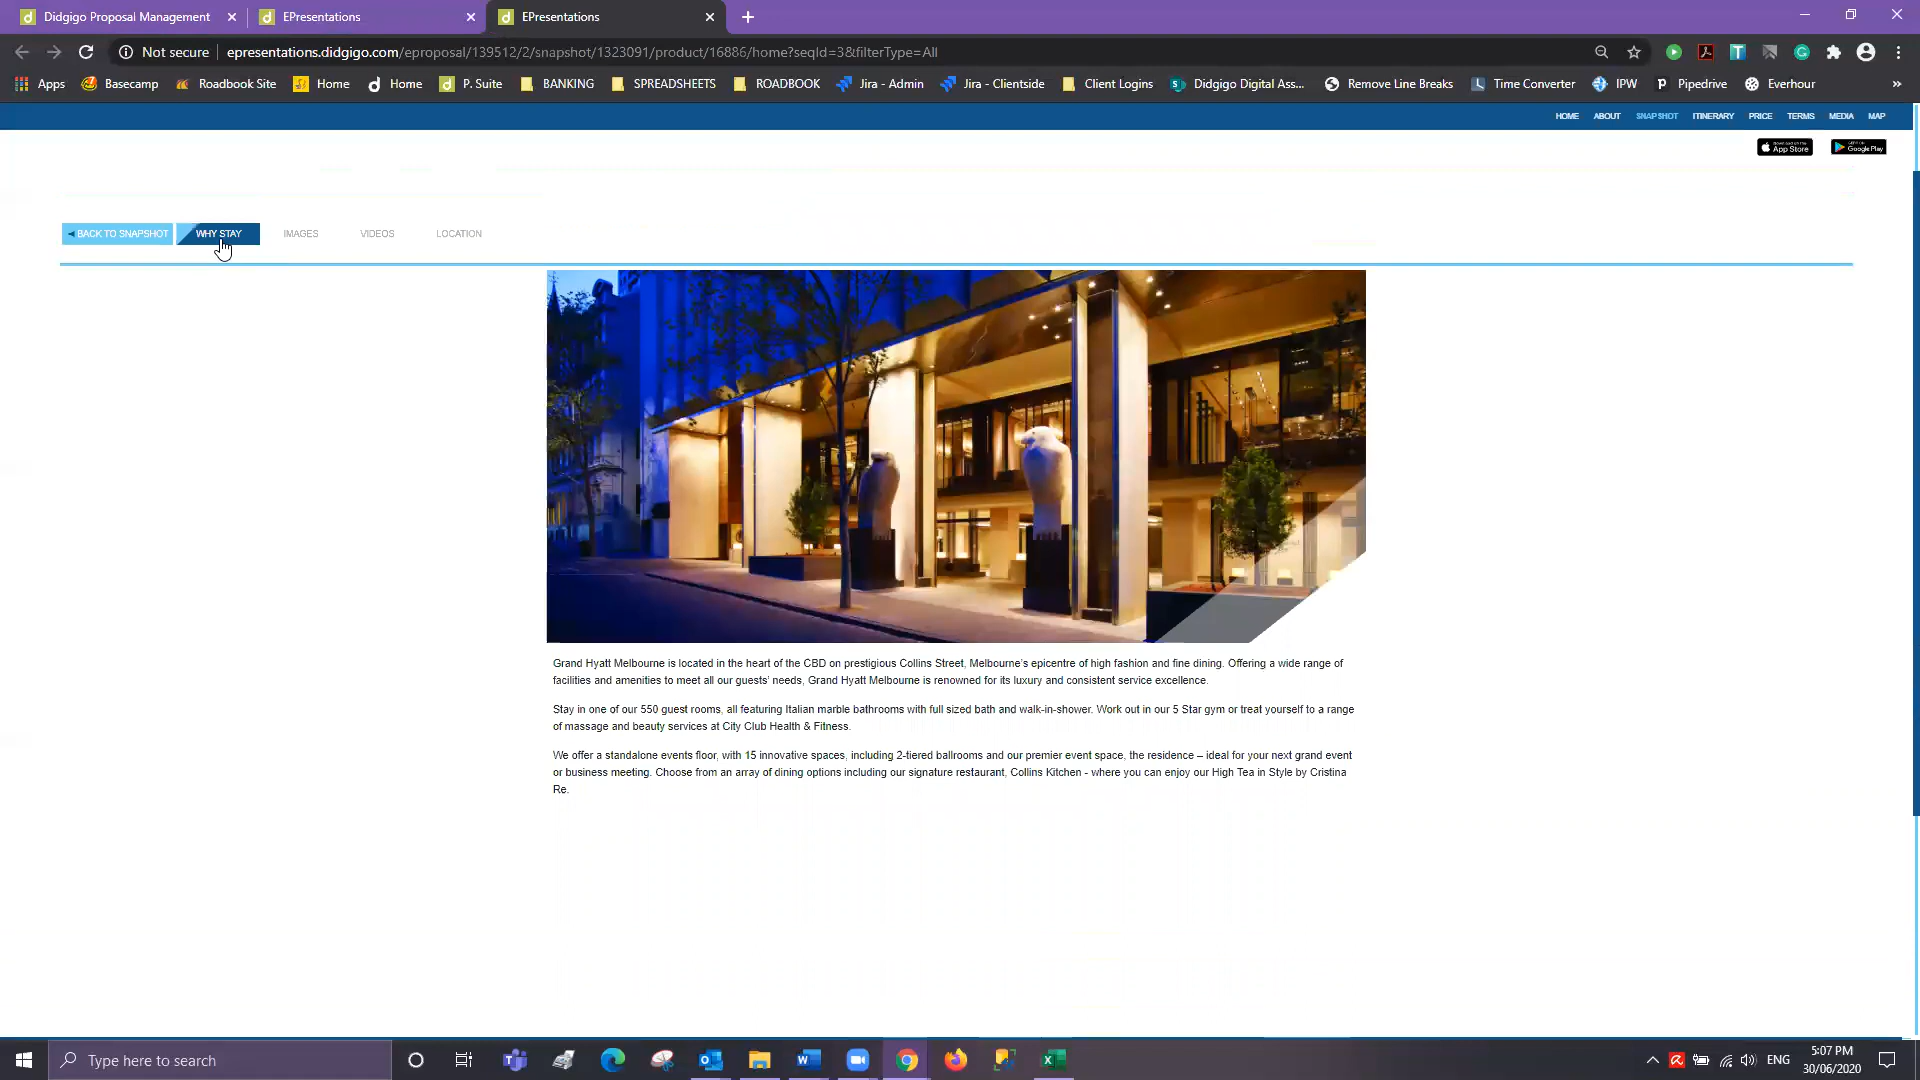 Didgigo Proposal Management
EPresentations
EPresentations
Not secure
epresentations.didgigo.com/eproposal/139512/2/snapshot/1323091/product/16886/home?seqId=3&filterType=All
Apps
Basecamp
Roadbook Site
Home
Home
P. Suite
BANKING
SPREADSHEETS
ROADBOOK
Jira - Admin
Jira - Clientside
Client Logins
Didgigo Digital Ass...
Remove Line Breaks
Time Converter
IPW
Pipedrive
Everhour
HOME
ABOUT
SNAPSHOT
ITINERARY
PRICE
TERMS
MEDIA
MAP
App Store
Google Play
BACK TO SNAPSHOT
WHY STAY
IMAGES
VIDEOS
LOCATION
Grand Hyatt Melbourne is located in the heart of the CBD on prestigious Collins Street, Melbourne's epicentre of high fashion and fine dining. Offering a wide range of
facilities and amenities to meet all our guests' needs, Grand Hyatt Melbourne is renowned for its luxury and consistent service excellence.
Stay in one of our 550 guest rooms, all featuring Italian marble bathrooms with full sized bath and walk-in-shower. Work out in our 5 Star gym or treat yourself to a range
of massage and beauty services at City Club Health & Fitness.
We offer a standalone events floor, with 15 innovative spaces, including 2-tiered ballrooms and our premier event space, the residence – ideal for your next grand event
or business meeting. Choose from an array of dining options including our signature restaurant, Collins Kitchen - where you can enjoy our High Tea in Style by Cristina
Re.
Type here to search
ENG
5:07 PM
30/06/2020